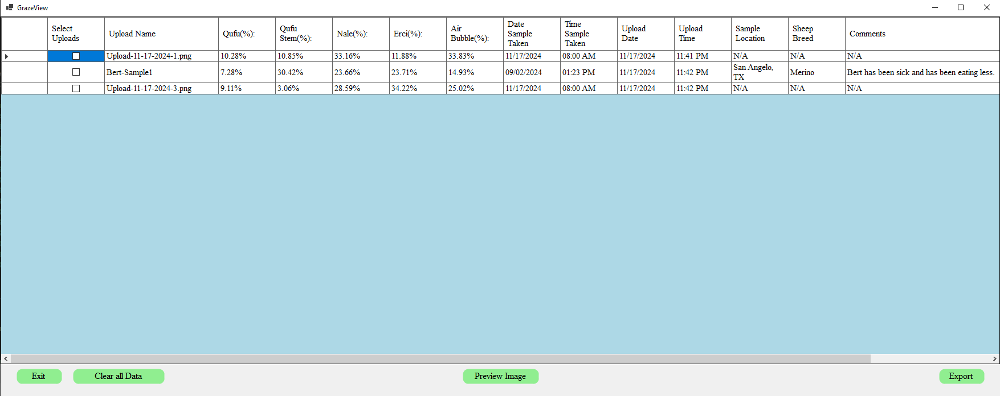 GrazeView
Select Uploads Upload Name Qufu(%): Qufu Stem(%): Nale(%): Erci(%): Air Bubble(%): Date Sample Taken Time Sample Taken Upload Date Upload Time Sample Location Sheep Breed Comments
Upload-11-17-2024-1.png 10.28% 10.85% 33.16% 11.88% 33.83% 11/17/2024 08:00 AM 11/17/2024 11:41 PM N/A N/A N/A
Bert-Sample1 7.28% 30.42% 23.66% 23.71% 14.93% 09/02/2024 01:23 PM 11/17/2024 11:42 PM San Angelo, TX Merino Bert has been sick and has been eating less.
Upload-11-17-2024-3.png 9.11% 3.06% 28.59% 34.22% 25.02% 11/17/2024 08:00 AM 11/17/2024 11:42 PM N/A N/A N/A
Exit Clear all Data Preview Image Export